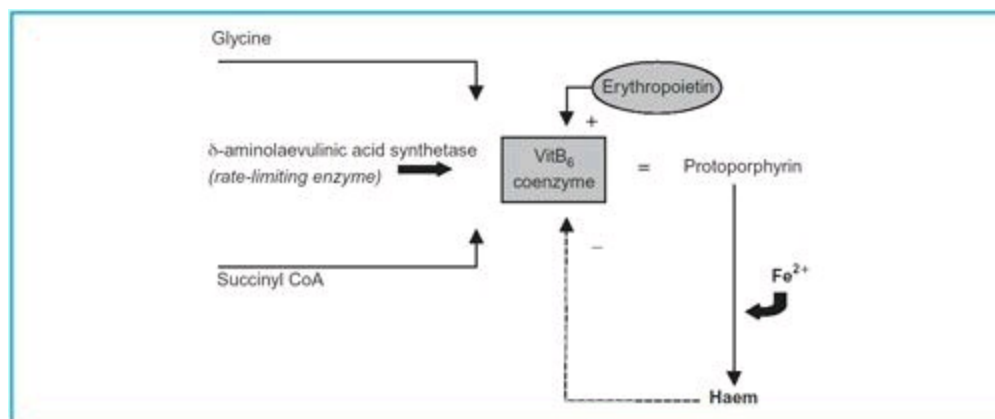 Glycine
Erythropoietin
+
δ-aminolaevulinic acid synthetase
(rate-limiting enzyme)
VitB₆
coenzyme
=
Protoporphyrin
–
Succinyl CoA
Fe²⁺
Haem